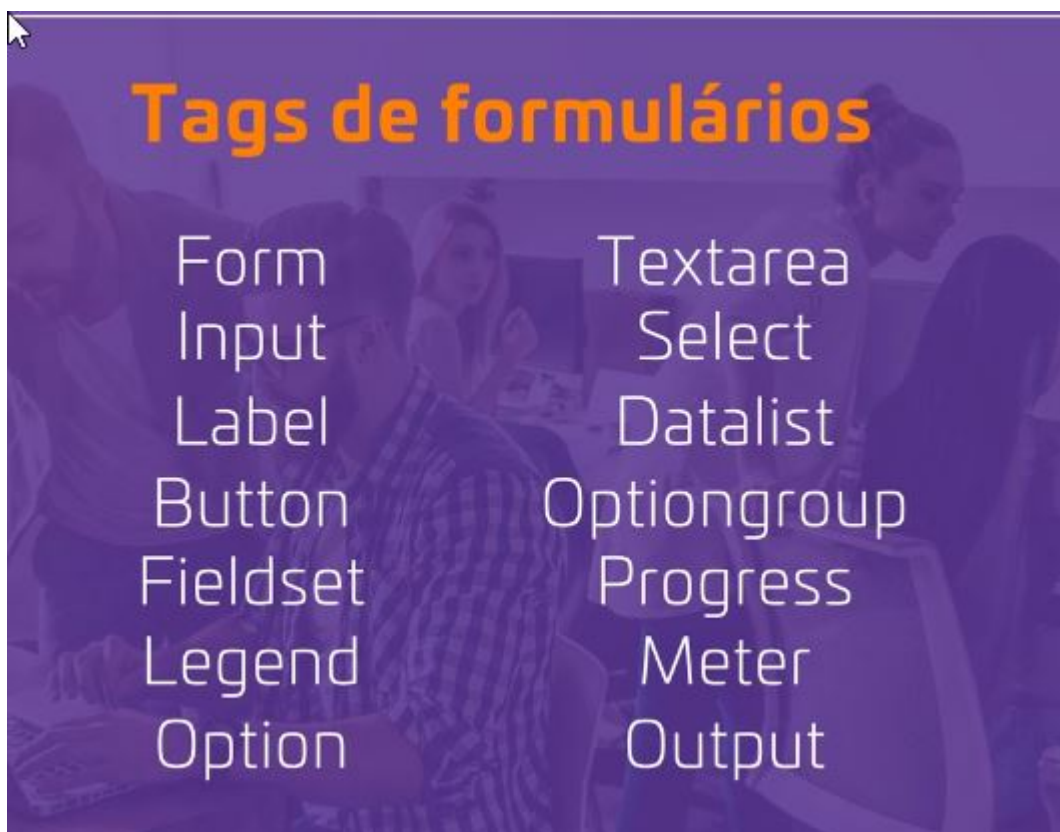 Tags de formulários
Form
Input
Label
Button
Fieldset
Legend
Option
Textarea
Select
Datalist
Optiongroup
Progress
Meter
Output